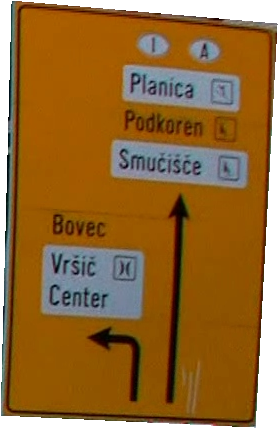 I A
Planica
Podkoren
Smučišče
Bovec
Vršič
Center